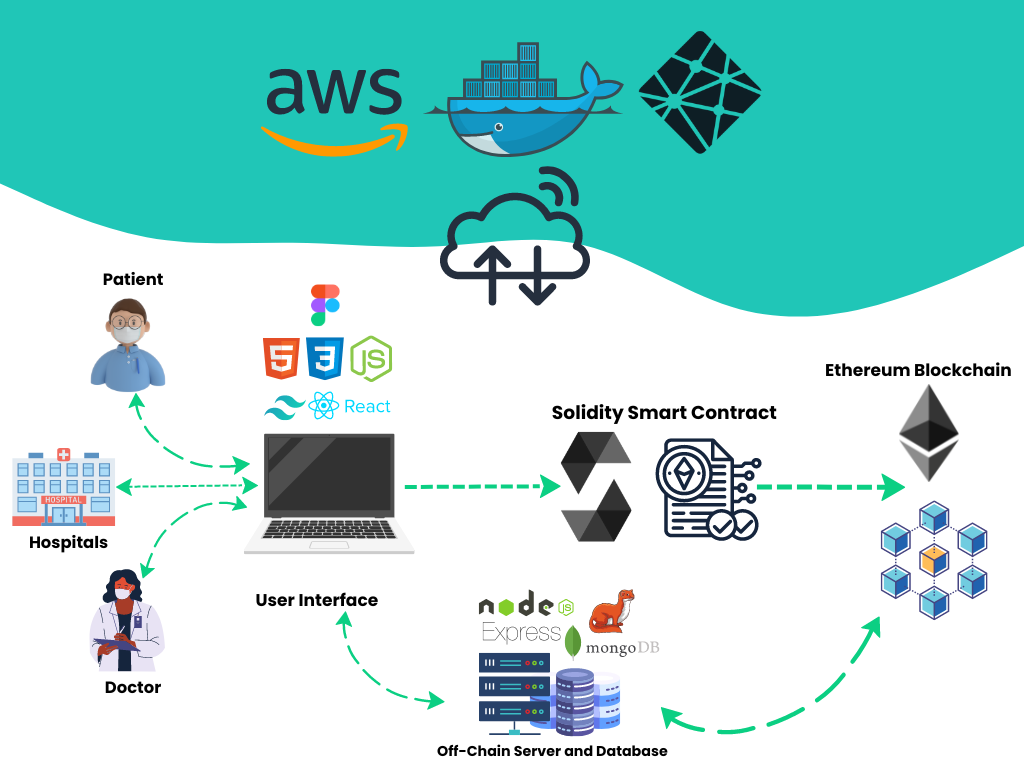 aws
Patient
5 3 JS
React
Ethereum Blockchain
Solidity Smart Contract
HOSPITAL
Hospitals
User Interface
node JS
Express
mongoDB
Doctor
Off-Chain Server and Database